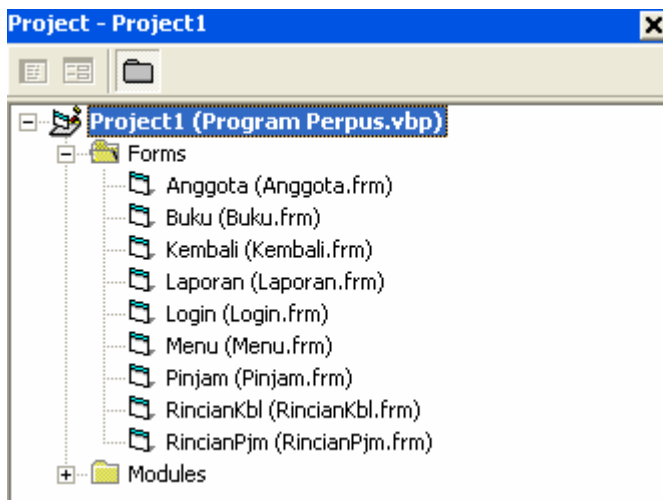 Project - Project1
Project1 (Program Perpus.vbp)
Forms
Anggota (Anggota.frm)
Buku (Buku.frm)
Kembali (Kembali.frm)
Laporan (Laporan.frm)
Login (Login.frm)
Menu (Menu.frm)
Pinjam (Pinjam.frm)
RincianKbl (RincianKbl.frm)
RincianPjm (RincianPjm.frm)
Modules